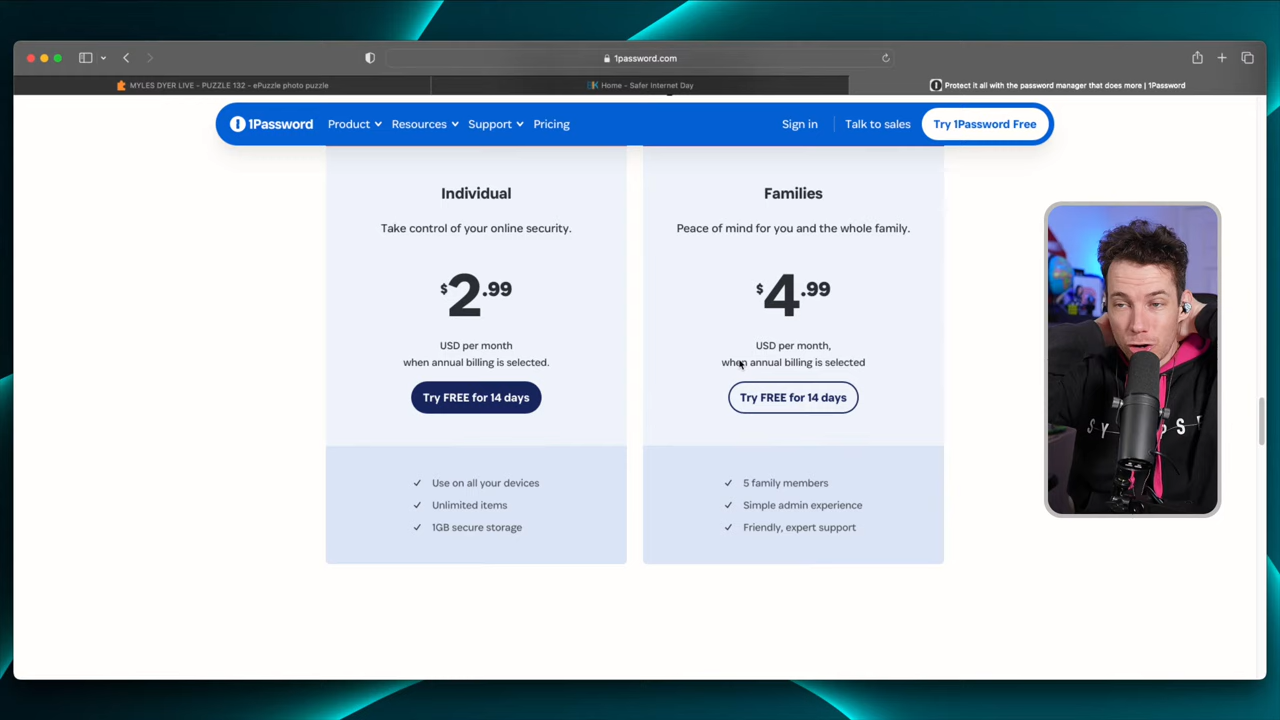 1password.com
MYLES DYER LIVE - PUZZLE 132 - ePuzzle photo puzzle
Home - Safer Internet Day
Protect it all with the password manager that does more | 1Password
1Password
Product
Resources
Support
Pricing
Sign in
Talk to sales
Try 1Password Free
Individual
Take control of your online security.
$2.99
USD per month
when annual billing is selected.
Try FREE for 14 days
Use on all your devices
Unlimited items
1GB secure storage
Families
Peace of mind for you and the whole family.
$4.99
USD per month,
when annual billing is selected
Try FREE for 14 days
5 family members
Simple admin experience
Friendly, expert support